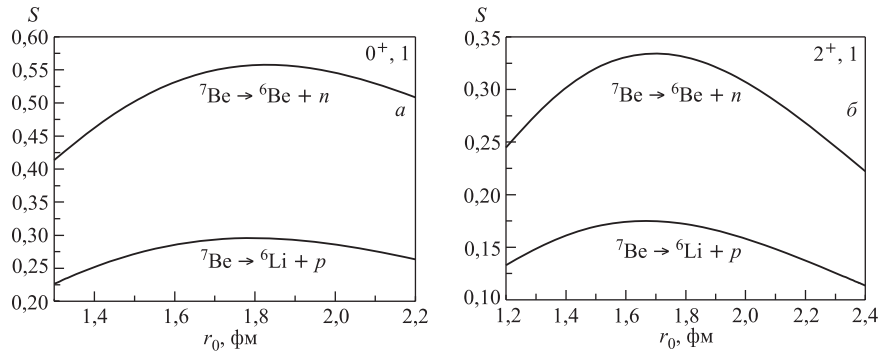 S
0,60
0,55
0,50
0,45
0,40
0,35
0,30
0,25
0,20
0⁺, 1
⁷Be → ⁶Be + n
а
⁷Be → ⁶Li + p
1,4 1,6 1,8 2,0 2,2
r₀, фм
S
0,35
0,30
0,25
0,20
0,15
0,10
2⁺, 1
⁷Be → ⁶Be + n
б
⁷Be → ⁶Li + p
1,2 1,4 1,6 1,8 2,0 2,2 2,4
r₀, фм